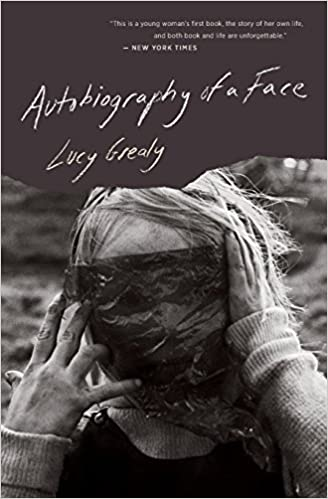 "This is a young woman's first book, the story of her own life,
and both book and life are unforgettable."
— NEW YORK TIMES
Autobiography of a Face
Lucy Grealy